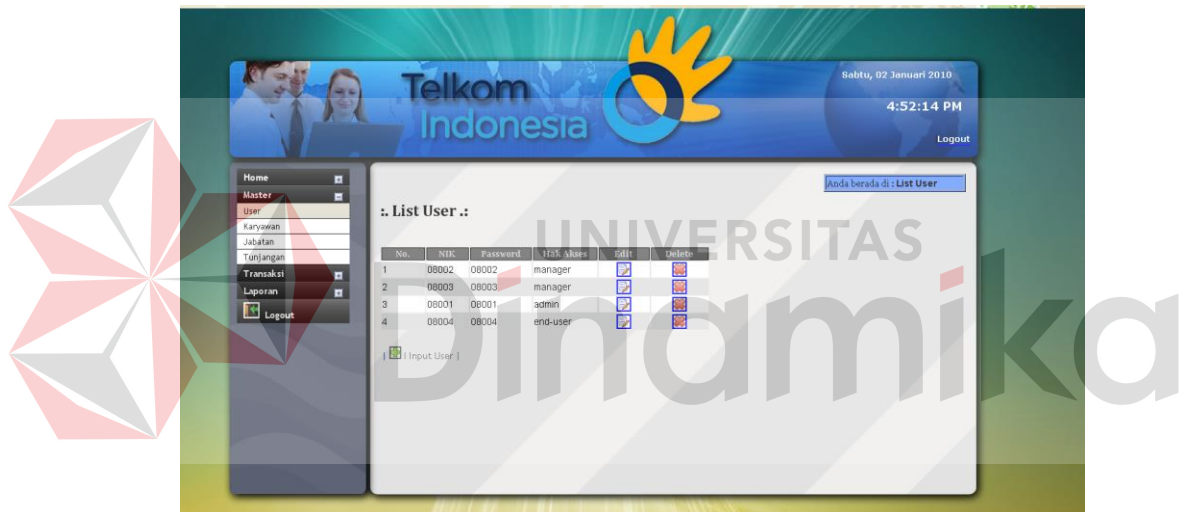 Telkom
Indonesia
Sabtu, 02 Januari 2010
4:52:14 PM
Logout
Home
Master
User
Karyawan
Jabatan
Tunjangan
Transaksi
Laporan
Logout
Anda berada di : List User
:. List User .:
No. NIK Password Hak Akses Edit Delete
1 08002 08002 manager
2 08003 08003 manager
3 08001 08001 admin
4 08004 08004 end-user
| | Input User |
UNIVERSITAS
Dinamika